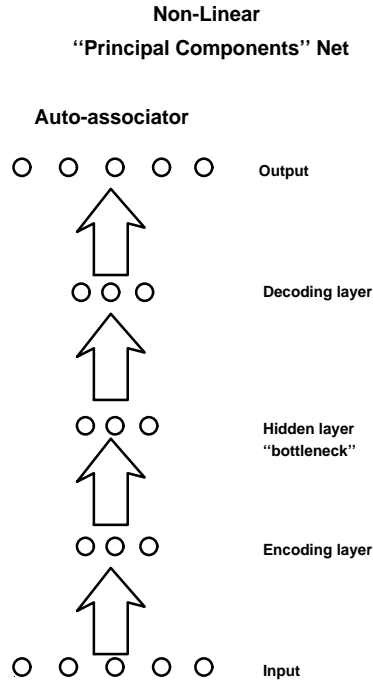 Non-Linear
‘‘Principal Components’’ Net
Auto-associator
Output
Decoding layer
Hidden layer
‘‘bottleneck’’
Encoding layer
Input